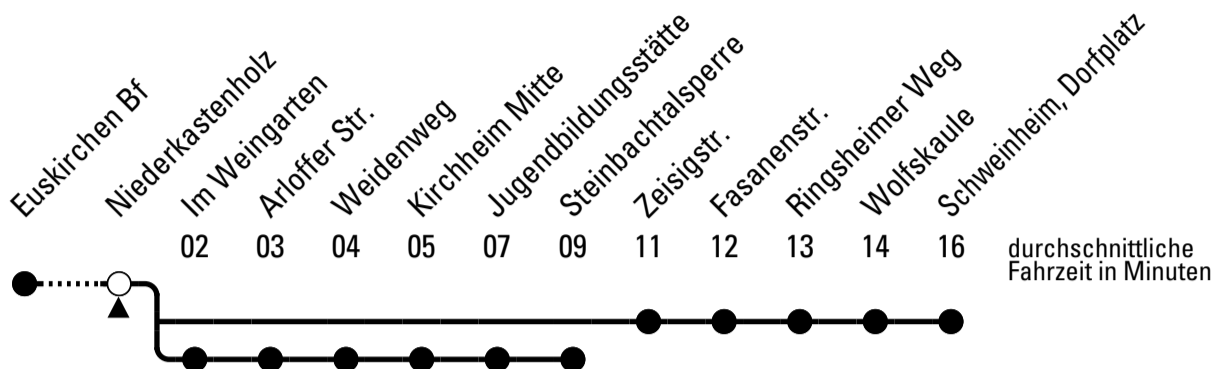 Euskirchen Bf
Niederkastenholz
Im Weingarten
Arloffer Str.
Weidenweg
Kirchheim Mitte
Jugendbildungsstätte
Steinbachtalsperre
Zeisigstr.
Fasanenstr.
Ringsheimer Weg
Wolfskaule
Schweinheim, Dorfplatz
02 03 04 05 07 09 11 12 13 14 16
durchschnittliche
Fahrzeit in Minuten